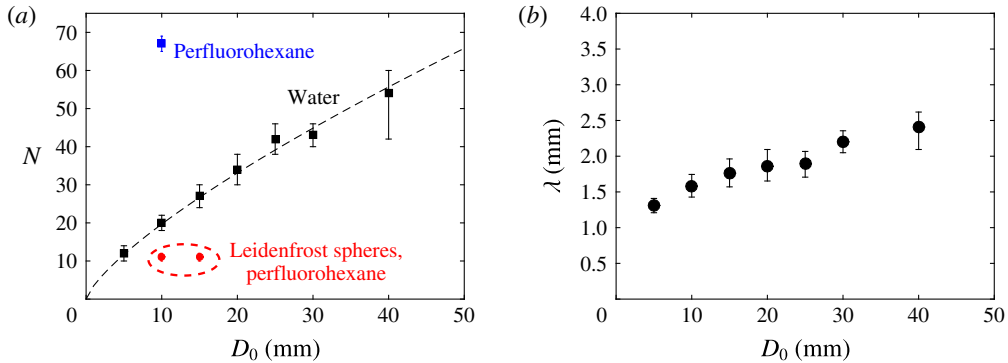 (a)
70
60
50
40
30
20
10
0
10
20
30
40
50
N
D₀ (mm)
Perfluorohexane
Water
Leidenfrost spheres,
perfluorohexane
(b)
4.0
3.5
3.0
2.5
2.0
1.5
1.0
0.5
0
10
20
30
40
50
λ (mm)
D₀ (mm)